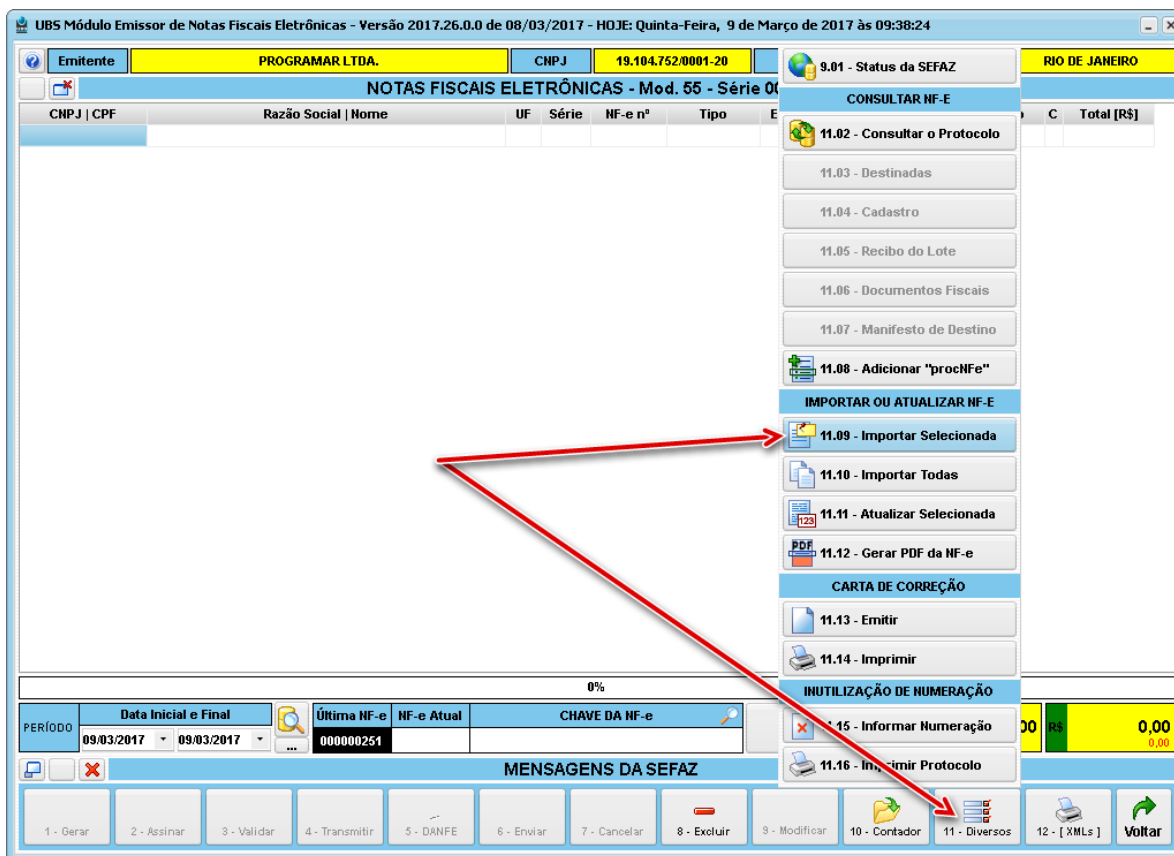 UBS Módulo Emissor de Notas Fiscais Eletrônicas - Versão 2017.26.0.0 de 08/03/2017 - HOJE: Quinta-Feira, 9 de Março de 2017 às 09:38:24
Emitente PROGRAMAR LTDA. CNPJ 19.104.752/0001-20 RIO DE JANEIRO
NOTAS FISCAIS ELETRÔNICAS - Mod. 55 - Série 00
CNPJ | CPF Razão Social | Nome UF Série NF-e nº Tipo E C Total [R$]
9.01 - Status da SEFAZ
CONSULTAR NF-E
11.02 - Consultar o Protocolo
11.03 - Destinadas
11.04 - Cadastro
11.05 - Recibo do Lote
11.06 - Documentos Fiscais
11.07 - Manifesto de Destino
11.08 - Adicionar "procNFe"
IMPORTAR OU ATUALIZAR NF-E
11.09 - Importar Selecionada
11.10 - Importar Todas
11.11 - Atualizar Selecionada
11.12 - Gerar PDF da NF-e
CARTA DE CORREÇÃO
11.13 - Emitir
11.14 - Imprimir
INUTILIZAÇÃO DE NUMERAÇÃO
11.15 - Informar Numeração
11.16 - Imprimir Protocolo
0%
PERÍODO Data Inicial e Final Última NF-e NF-e Atual CHAVE DA NF-e
09/03/2017 09/03/2017 ... 000000251 00 R$ 0,00
0,00
MENSAGENS DA SEFAZ
1 - Gerar 2 - Assinar 3 - Validar 4 - Transmitir 5 - DANFE 6 - Enviar 7 - Cancelar 8 - Excluir 9 - Modificar 10 - Contador 11 - Diversos 12 - [ XMLs ] Voltar